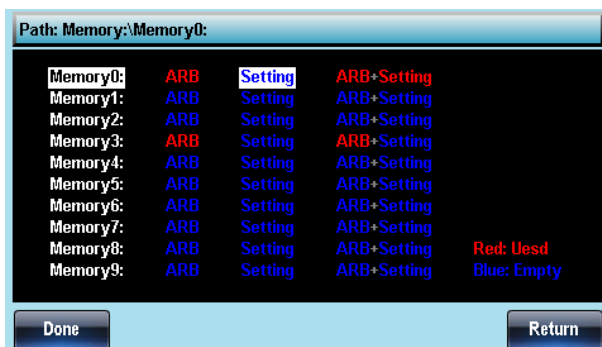 Path: Memory:\Memory0:
Memory0: ARB Setting ARB+Setting
Memory1: ARB Setting ARB+Setting
Memory2: ARB Setting ARB+Setting
Memory3: ARB Setting ARB+Setting
Memory4: ARB Setting ARB+Setting
Memory5: ARB Setting ARB+Setting
Memory6: ARB Setting ARB+Setting
Memory7: ARB Setting ARB+Setting
Memory8: ARB Setting ARB+Setting Red: Uesd
Memory9: ARB Setting ARB+Setting Blue: Empty
Done Return